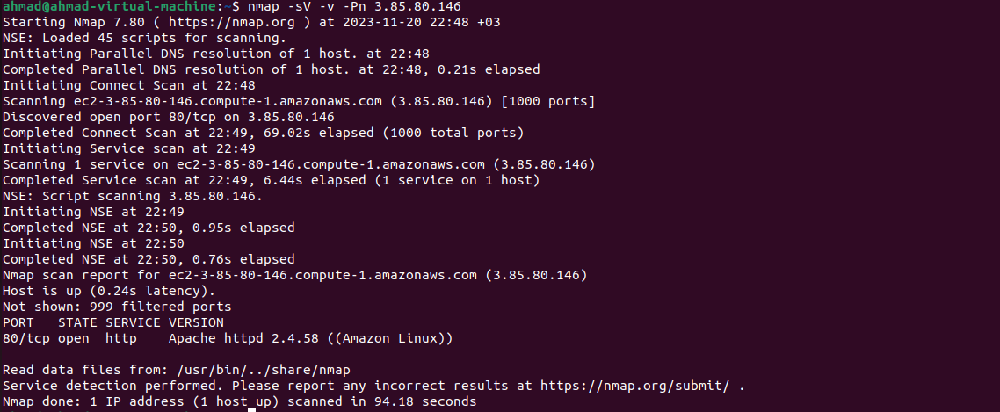 ahmad@ahmad-virtual-machine:~$ nmap -sV -v -Pn 3.85.80.146
Starting Nmap 7.80 ( https://nmap.org ) at 2023-11-20 22:48 +03
NSE: Loaded 45 scripts for scanning.
Initiating Parallel DNS resolution of 1 host. at 22:48
Completed Parallel DNS resolution of 1 host. at 22:48, 0.21s elapsed
Initiating Connect Scan at 22:48
Scanning ec2-3-85-80-146.compute-1.amazonaws.com (3.85.80.146) [1000 ports]
Discovered open port 80/tcp on 3.85.80.146
Completed Connect Scan at 22:49, 69.02s elapsed (1000 total ports)
Initiating Service scan at 22:49
Scanning 1 service on ec2-3-85-80-146.compute-1.amazonaws.com (3.85.80.146)
Completed Service scan at 22:49, 6.44s elapsed (1 service on 1 host)
NSE: Script scanning 3.85.80.146.
Initiating NSE at 22:49
Completed NSE at 22:50, 0.95s elapsed
Initiating NSE at 22:50
Completed NSE at 22:50, 0.76s elapsed
Nmap scan report for ec2-3-85-80-146.compute-1.amazonaws.com (3.85.80.146)
Host is up (0.24s latency).
Not shown: 999 filtered ports
PORT   STATE SERVICE VERSION
80/tcp open  http    Apache httpd 2.4.58 ((Amazon Linux))

Read data files from: /usr/bin/../share/nmap
Service detection performed. Please report any incorrect results at https://nmap.org/submit/ .
Nmap done: 1 IP address (1 host up) scanned in 94.18 seconds